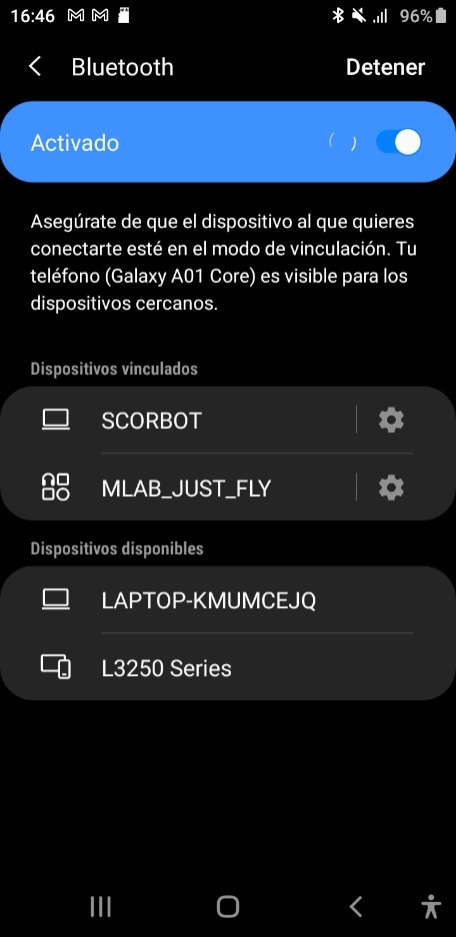 16:46 96%
Bluetooth Detener
Activado
Asegúrate de que el dispositivo al que quieres
conectarte esté en el modo de vinculación. Tu
teléfono (Galaxy A01 Core) es visible para los
dispositivos cercanos.
Dispositivos vinculados
SCORBOT
MLAB_JUST_FLY
Dispositivos disponibles
LAPTOP-KMUMCEJQ
L3250 Series